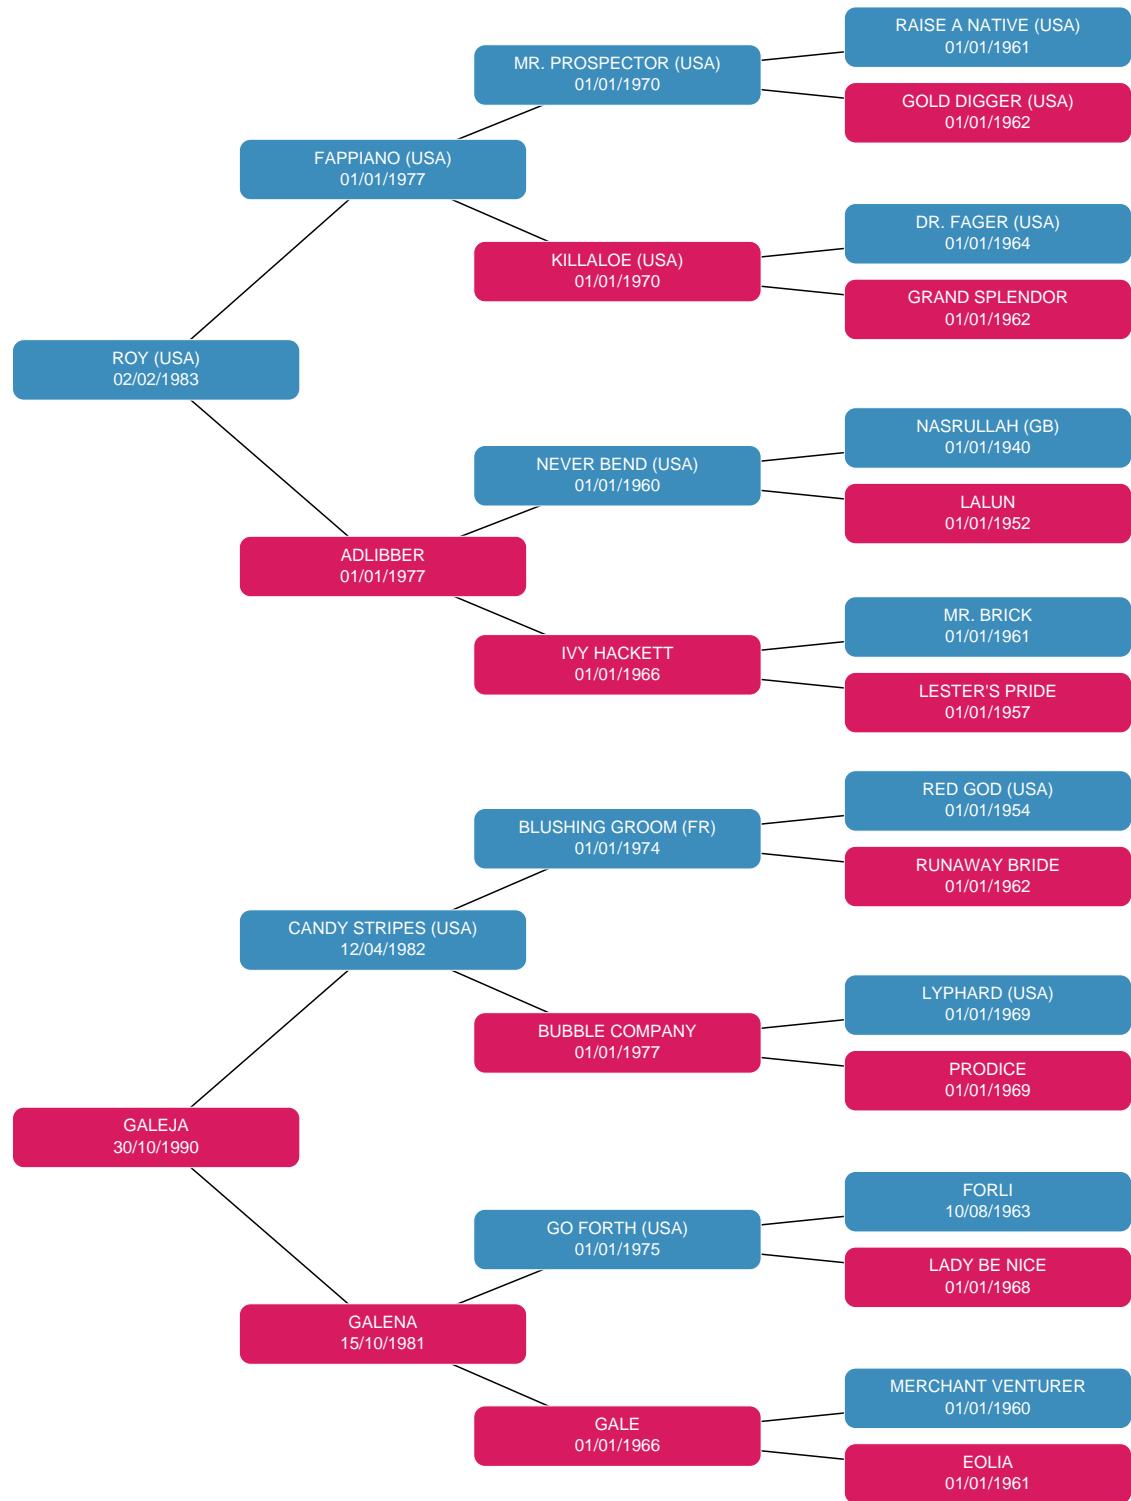 RAISE A NATIVE (USA)
01/01/1961
MR. PROSPECTOR (USA)
01/01/1970
GOLD DIGGER (USA)
01/01/1962
FAPPIANO (USA)
01/01/1977
DR. FAGER (USA)
01/01/1964
KILLALOE (USA)
01/01/1970
GRAND SPLENDOR
01/01/1962
ROY (USA)
02/02/1983
NASRULLAH (GB)
01/01/1940
NEVER BEND (USA)
01/01/1960
LALUN
01/01/1952
ADLIBBER
01/01/1977
MR. BRICK
01/01/1961
IVY HACKETT
01/01/1966
LESTER'S PRIDE
01/01/1957
RED GOD (USA)
01/01/1954
BLUSHING GROOM (FR)
01/01/1974
RUNAWAY BRIDE
01/01/1962
CANDY STRIPES (USA)
12/04/1982
LYPHARD (USA)
01/01/1969
BUBBLE COMPANY
01/01/1977
PRODICE
01/01/1969
GALEJA
30/10/1990
FORLI
10/08/1963
GO FORTH (USA)
01/01/1975
LADY BE NICE
01/01/1968
GALENA
15/10/1981
MERCHANT VENTURER
01/01/1960
GALE
01/01/1966
EOLIA
01/01/1961